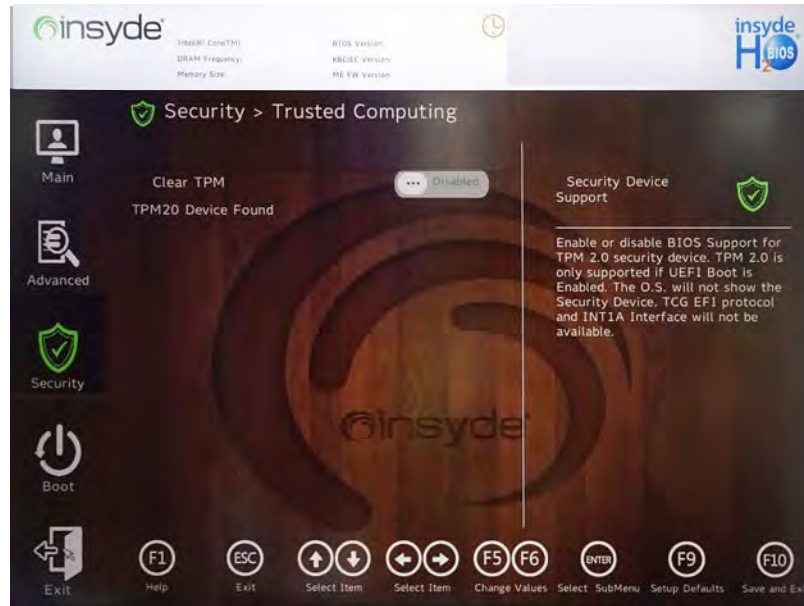 insyde
Intel(R) Core(TM)
DRAM Frequency:
Memory Size:
BIOS Version:
KBC/EC Version:
ME FW Version:
insyde
H2O BIOS
Security > Trusted Computing
Main
Advanced
Security
Boot
Exit
Clear TPM
Disabled
TPM20 Device Found
Security Device
Support
Enable or disable BIOS Support for
TPM 2.0 security device. TPM 2.0 is
only supported if UEFI Boot is
Enabled. The O.S. will not show the
Security Device. TCG EFI protocol
and INT1A Interface will not be
available.
insyde
F1
Help
ESC
Exit
Select Item
Select Item
F5 F6
Change Values
ENTER
Select SubMenu
F9
Setup Defaults
F10
Save and Ex